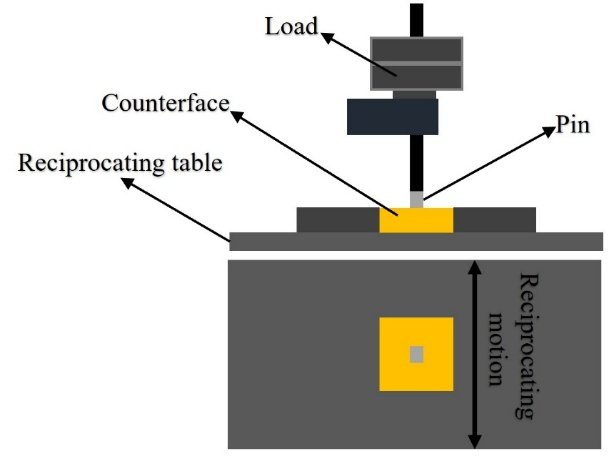 Load
Counterface
Pin
Reciprocating table
Reciprocating
motion